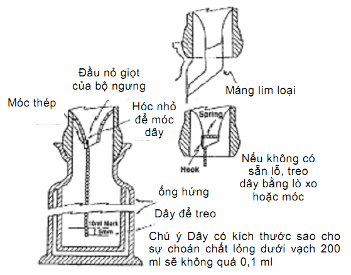 Đầu nỏ giọt
của bộ ngưng
Móc thép
Hóc nhỏ
để móc
dây
Máng lim loại
Spring
Hook
Nếu không có
sẵn lỗ, treo
dây bằng lò xo
hoặc móc
ống hứng
Dây để treo
Mark
Chú ý Dây có kích thước sao cho
sự choán chất lỏng dưới vạch 200
ml sẽ không quá 0,1 ml